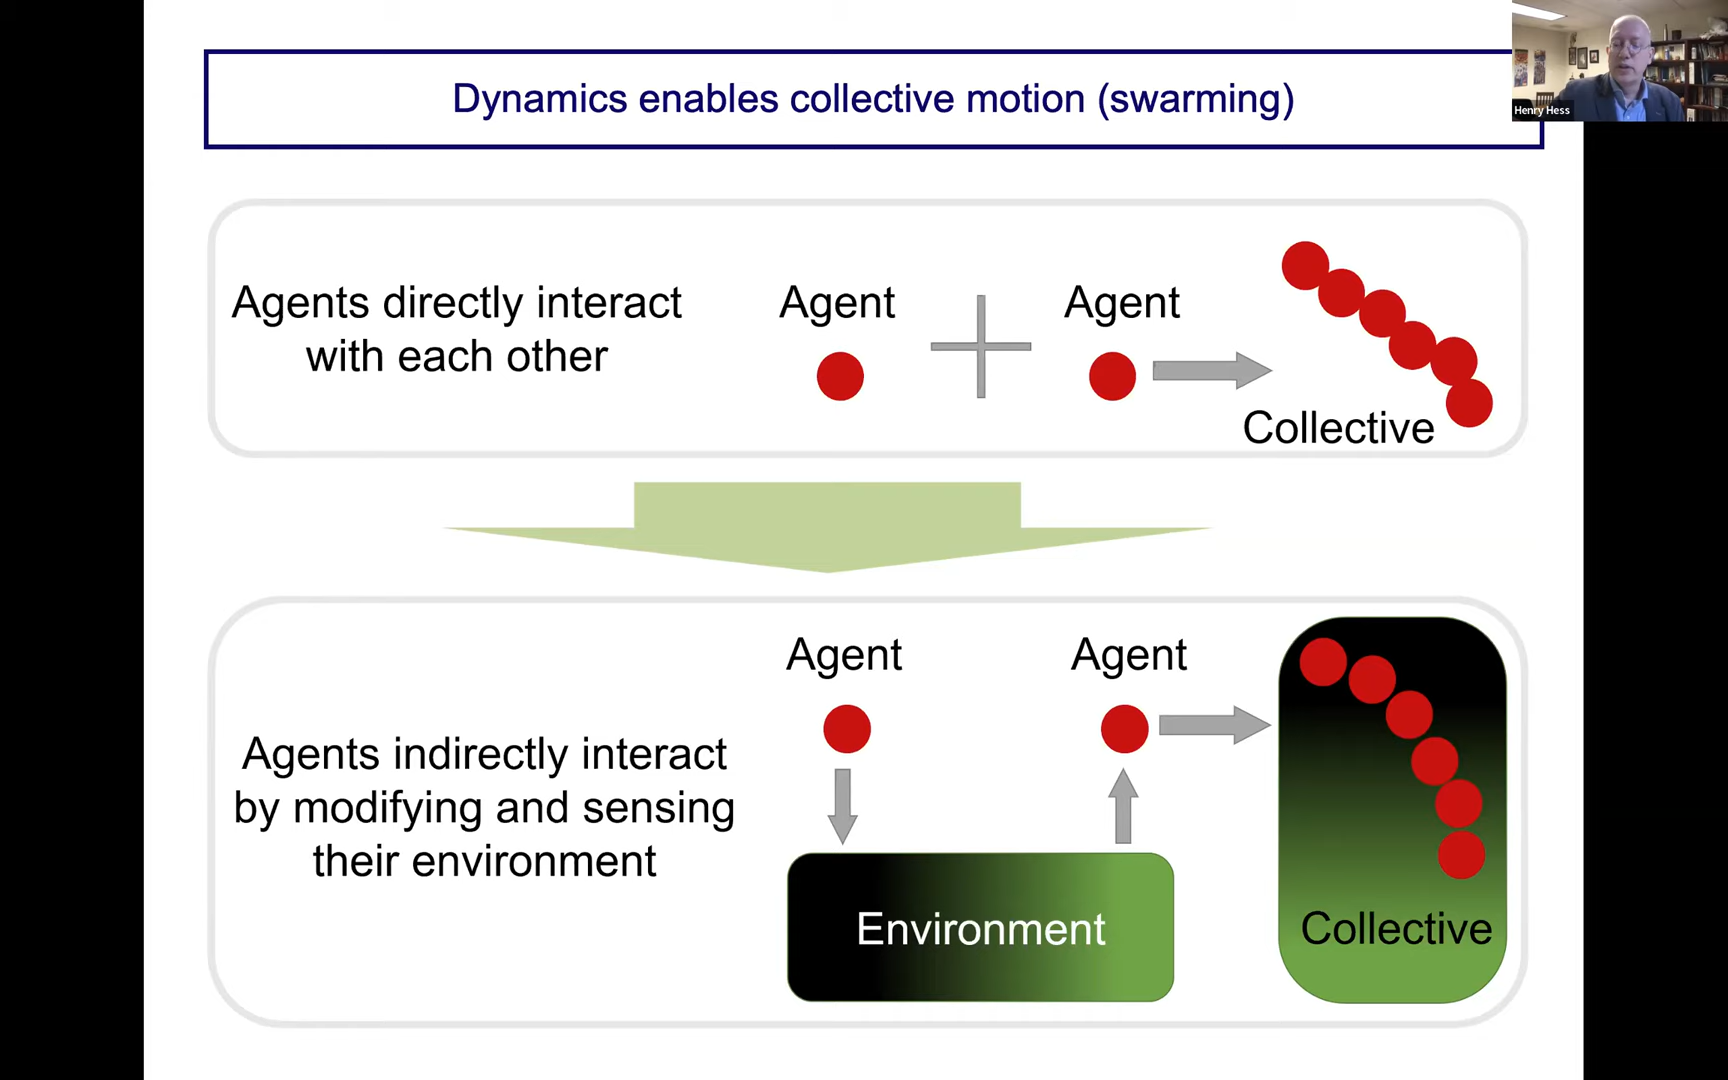 Dynamics enables collective motion (swarming)
Henry Hess
Agents directly interact
with each other
Agent
Agent
Collective
Agents indirectly interact
by modifying and sensing
their environment
Agent
Agent
Environment
Collective